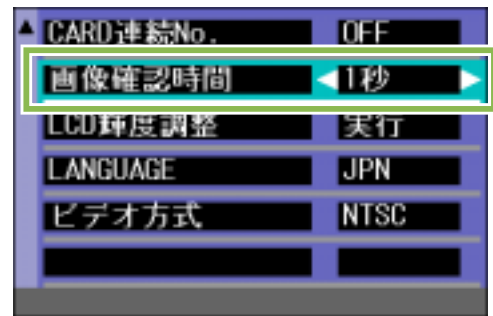 CARD連続No. OFF
画像確認時間 1秒
LCD輝度調整 実行
LANGUAGE JPN
ビデオ方式 NTSC